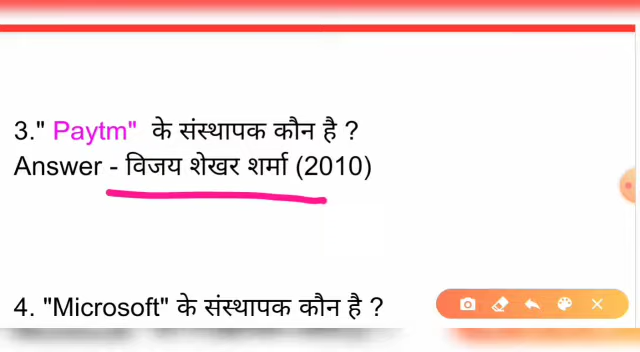 3." Paytm" के संस्थापक कौन है ?
Answer - विजय शेखर शर्मा (2010)
4. "Microsoft" के संस्थापक कौन है ?